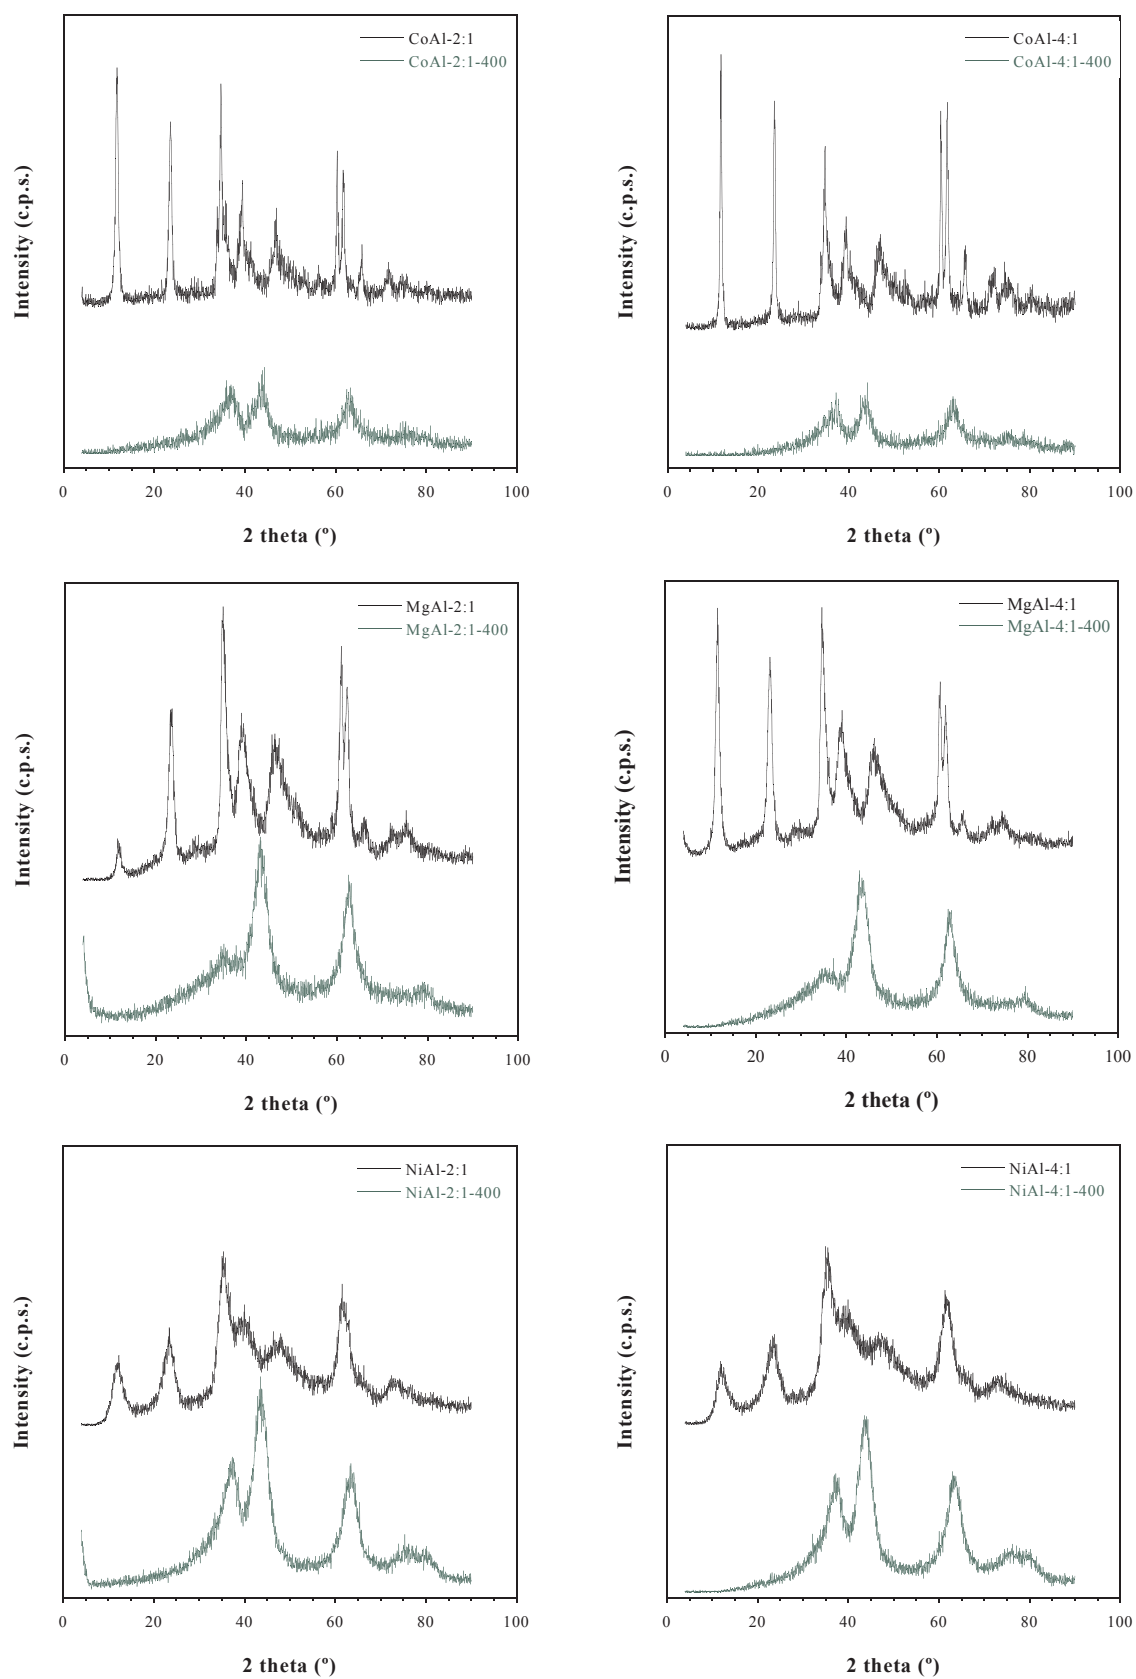 CoAl-2:1
CoAl-2:1-400
Intensity (c.p.s.)
0 20 40 60 80 100
2 theta (º)
CoAl-4:1
CoAl-4:1-400
Intensity (c.p.s.)
0 20 40 60 80 100
2 theta (º)
MgAl-2:1
MgAl-2:1-400
Intensity (c.p.s.)
0 20 40 60 80 100
2 theta (º)
MgAl-4:1
MgAl-4:1-400
Intensity (c.p.s.)
0 20 40 60 80 100
2 theta (º)
NiAl-2:1
NiAl-2:1-400
Intensity (c.p.s.)
0 20 40 60 80 100
2 theta (º)
NiAl-4:1
NiAl-4:1-400
Intensity (c.p.s.)
0 20 40 60 80 100
2 theta (º)